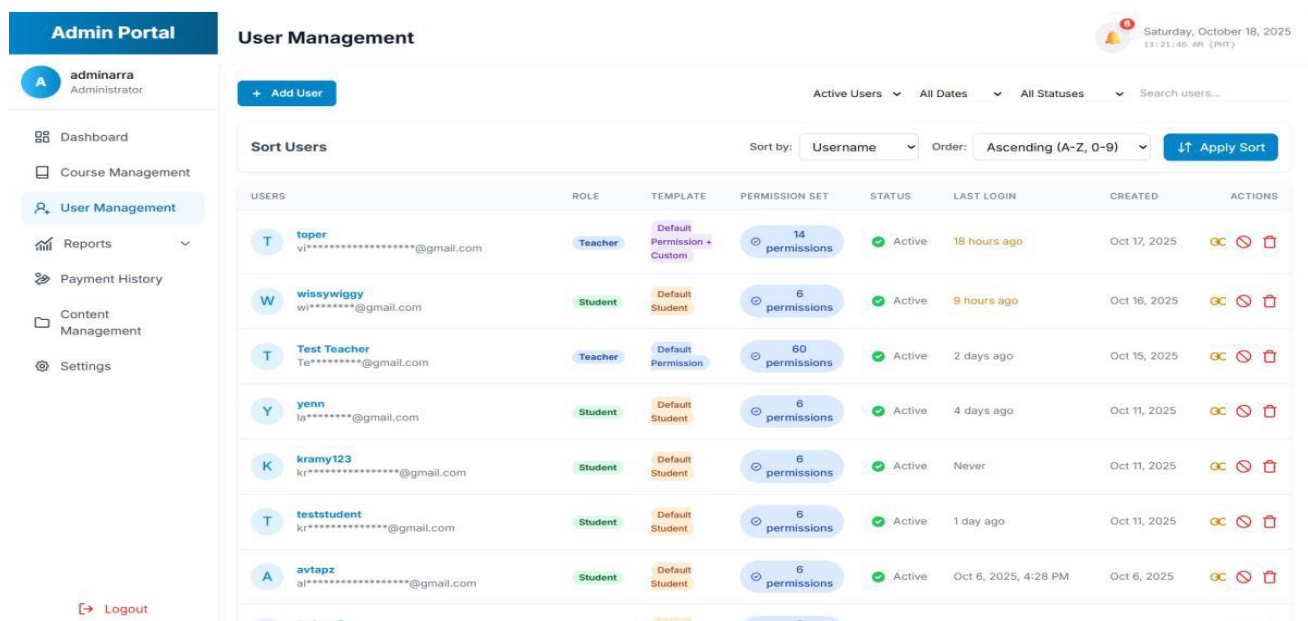 Admin Portal
User Management
6
Saturday, October 18, 2025
11:21:46 AM (PHT)
A
adminarra
Administrator
+ Add User
Active Users
All Dates
All Statuses
Search users...
Dashboard
Course Management
User Management
Reports
Payment History
Content
Management
Settings
Logout
Sort Users
Sort by:
Username
Order:
Ascending (A-Z, 0-9)
Apply Sort
USERS ROLE TEMPLATE PERMISSION SET STATUS LAST LOGIN CREATED ACTIONS
T
toper
vi*******************@gmail.com
Teacher
Default
Permission +
Custom
14
permissions
Active
18 hours ago
Oct 17, 2025
W
wissywiggy
wi********@gmail.com
Student
Default
Student
6
permissions
Active
9 hours ago
Oct 16, 2025
T
Test Teacher
Te*********@gmail.com
Teacher
Default
Permission
60
permissions
Active
2 days ago
Oct 15, 2025
Y
yenn
la********@gmail.com
Student
Default
Student
6
permissions
Active
4 days ago
Oct 11, 2025
K
kramy123
kr****************@gmail.com
Student
Default
Student
6
permissions
Active
Never
Oct 11, 2025
T
teststudent
kr**************@gmail.com
Student
Default
Student
6
permissions
Active
1 day ago
Oct 11, 2025
A
avtapz
al******************@gmail.com
Student
Default
Student
6
permissions
Active
Oct 6, 2025, 4:28 PM
Oct 6, 2025